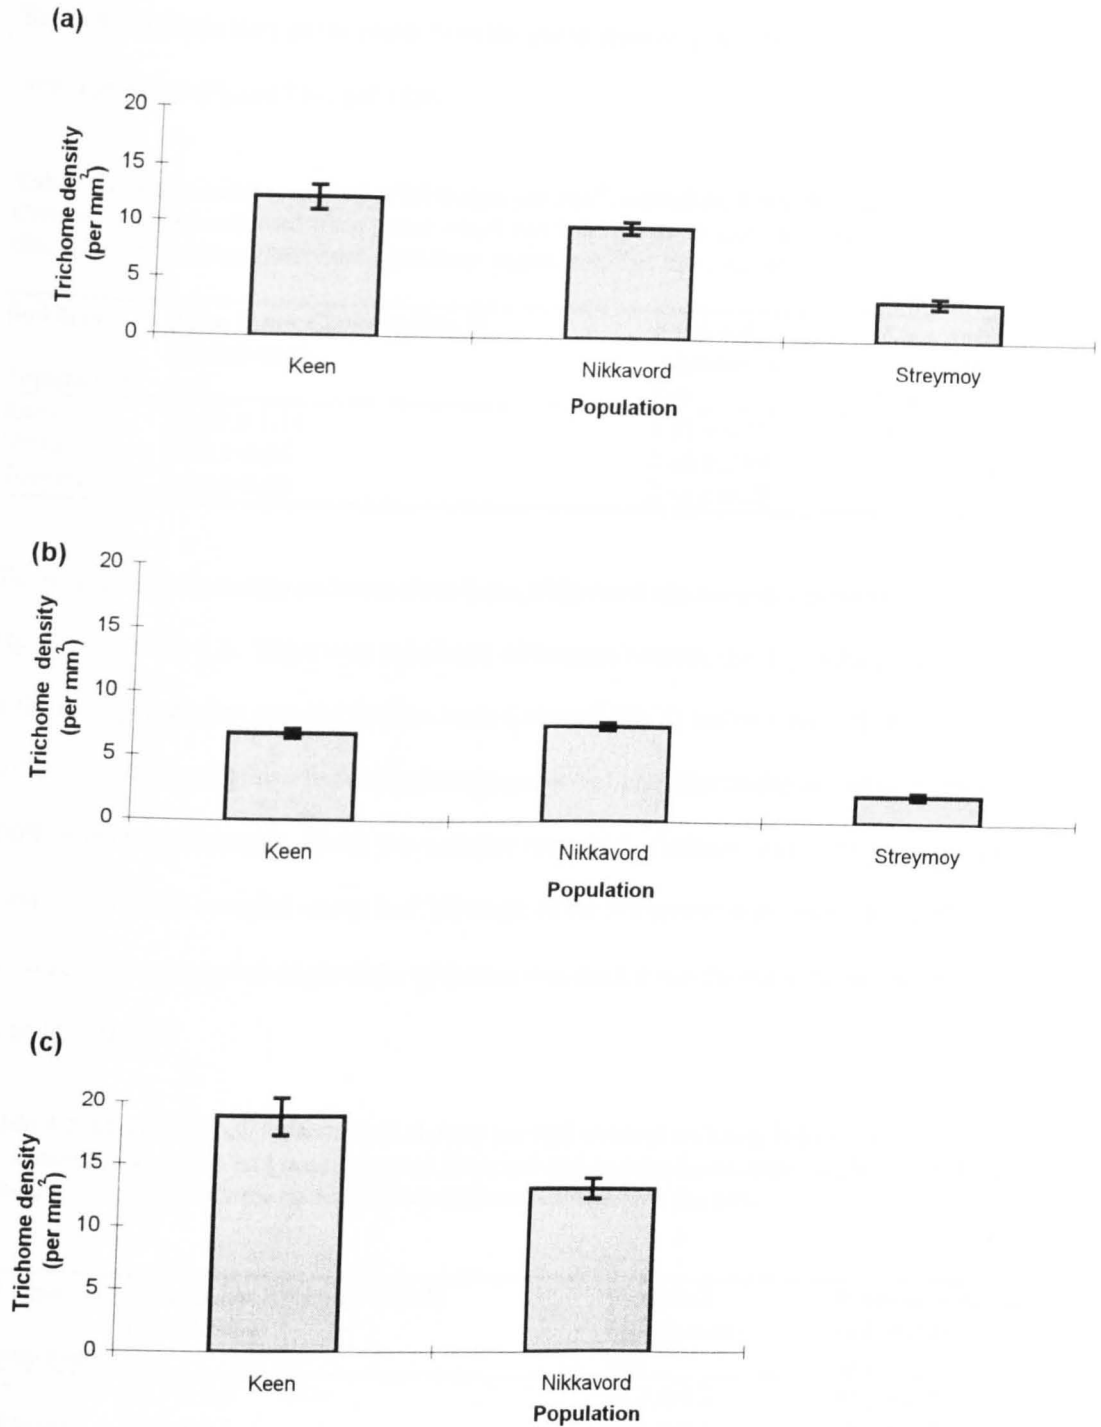 (a)
Trichome density
(per mm²)
20
15
10
5
0
Keen
Nikkavord
Streymoy
Population
(b)
Trichome density
(per mm²)
20
15
10
5
0
Keen
Nikkavord
Streymoy
Population
(c)
Trichome density
(per mm²)
20
15
10
5
0
Keen
Nikkavord
Population